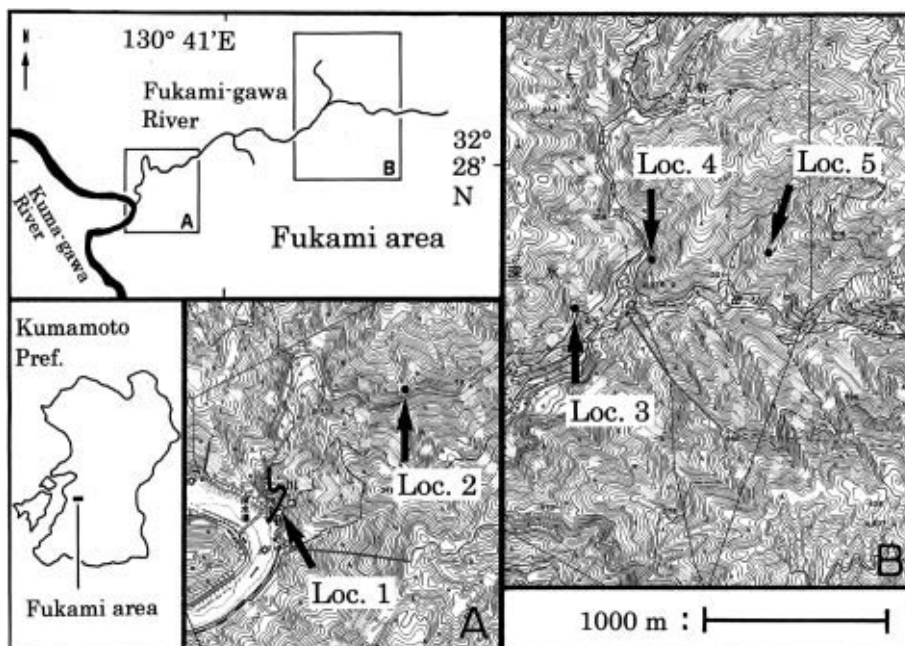 N
130° 41'E
Fukami-gawa
River
32°
28'
N
B
A
Kuma-gawa
River
Fukami area
Kumamoto
Pref.
Fukami area
Loc. 2
Loc. 1
A
Loc. 4
Loc. 5
Loc. 3
B
1000 m :